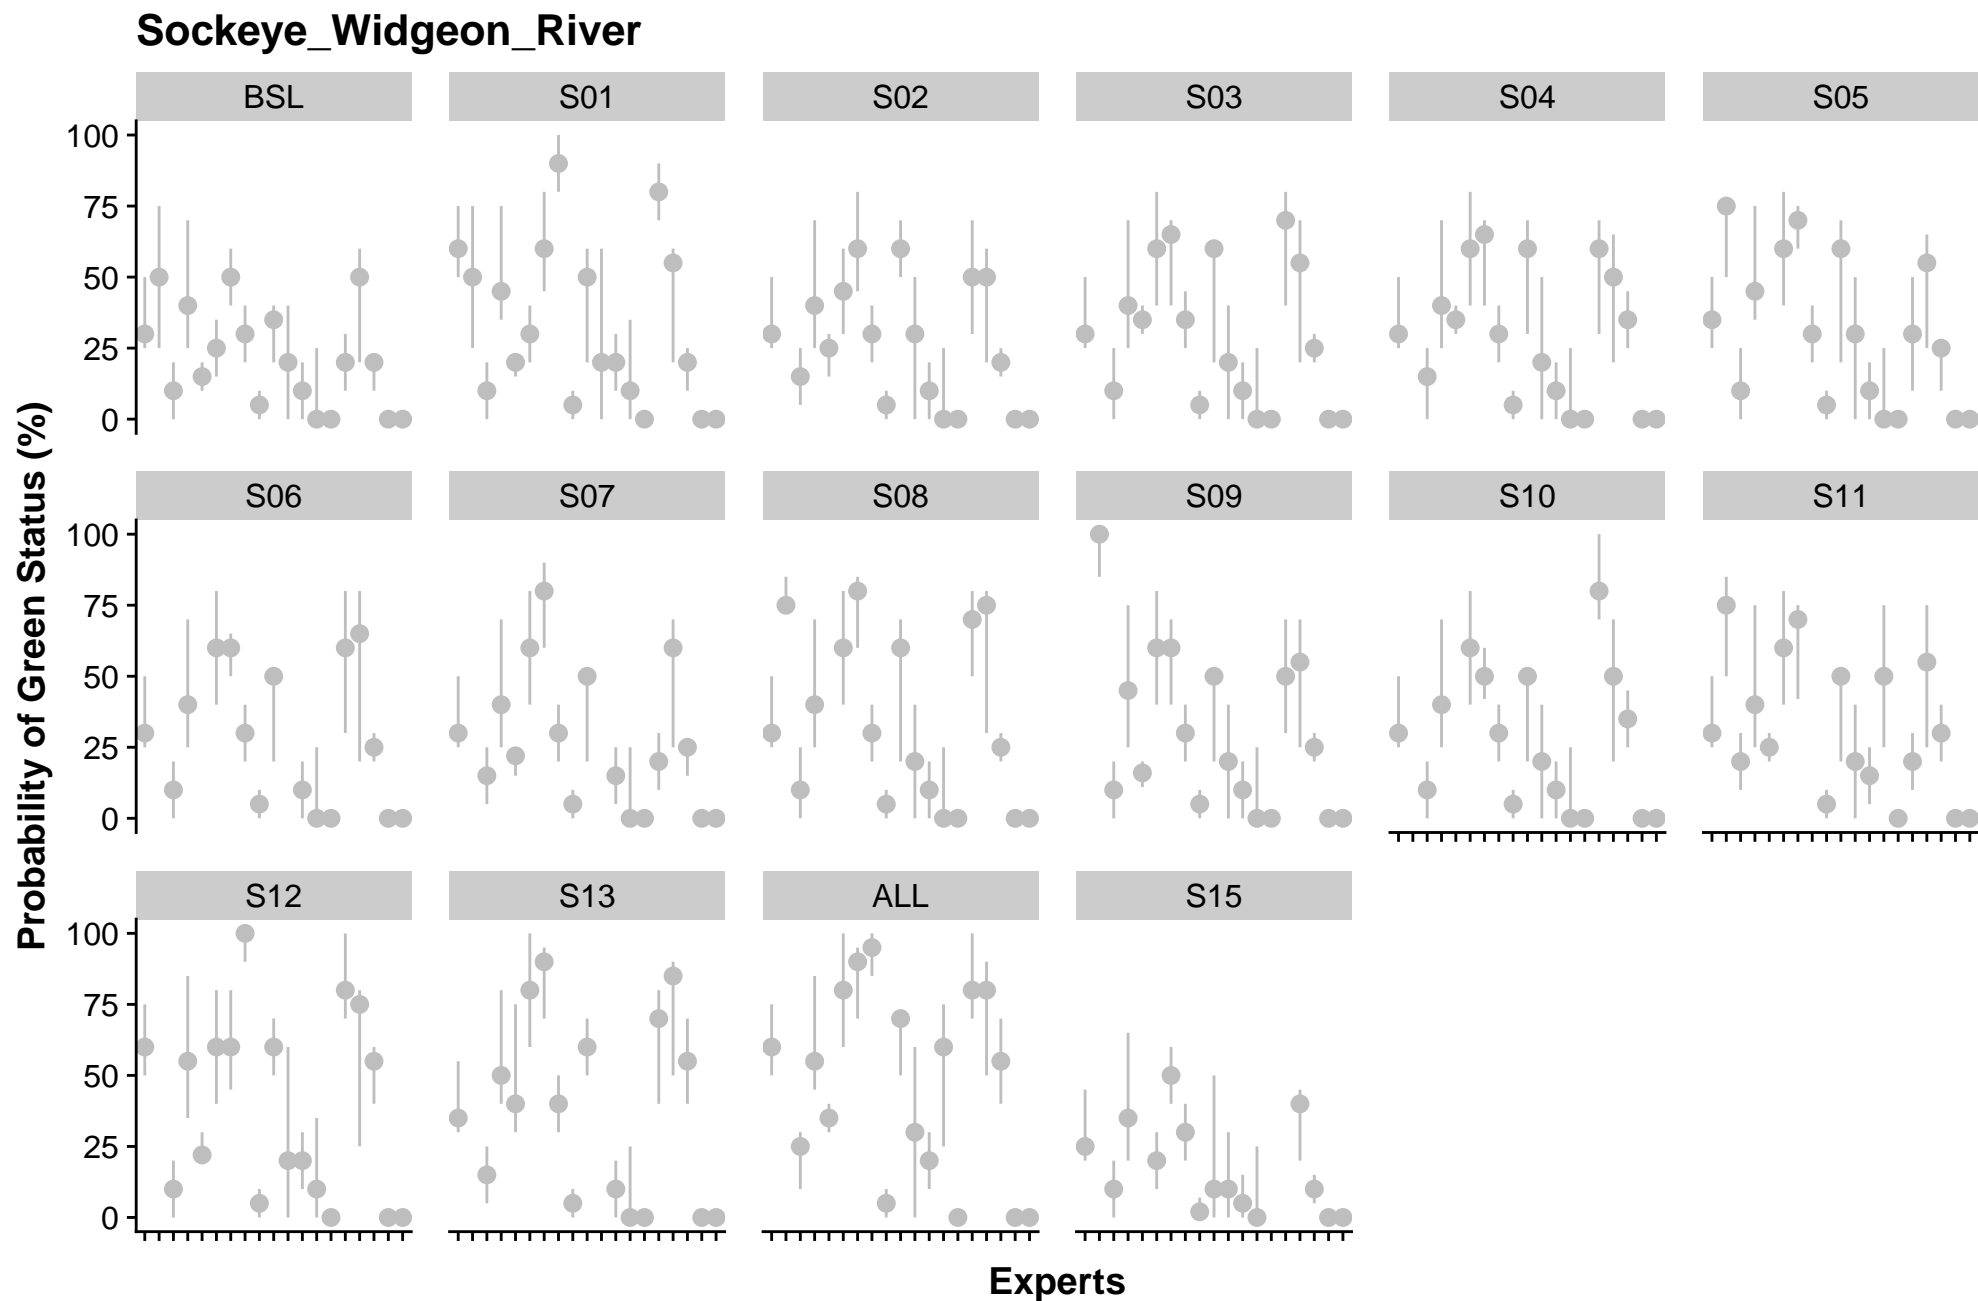 Sockeye_Widgeon_River
BSL S01 S02 S03 S04 S05
100
75
50
25
0
S06 S07 S08 S09 S10 S11
100
75
50
25
0
S12 S13 ALL S15
100
75
50
25
0
Probability of Green Status (%)
Experts